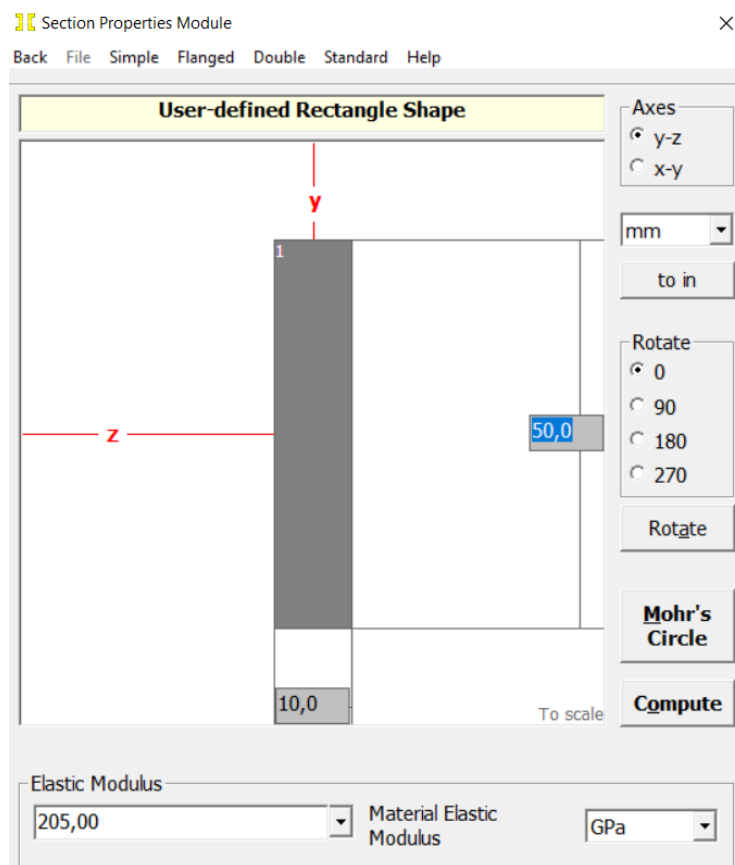 Section Properties Module
Back File Simple Flanged Double Standard Help
User-defined Rectangle Shape
y
1
z
50,0
10,0
To scale
Axes
y-z
x-y
mm
to in
Rotate
0
90
180
270
Rotate
Mohr's
Circle
Compute
Elastic Modulus
205,00
Material Elastic
Modulus
GPa